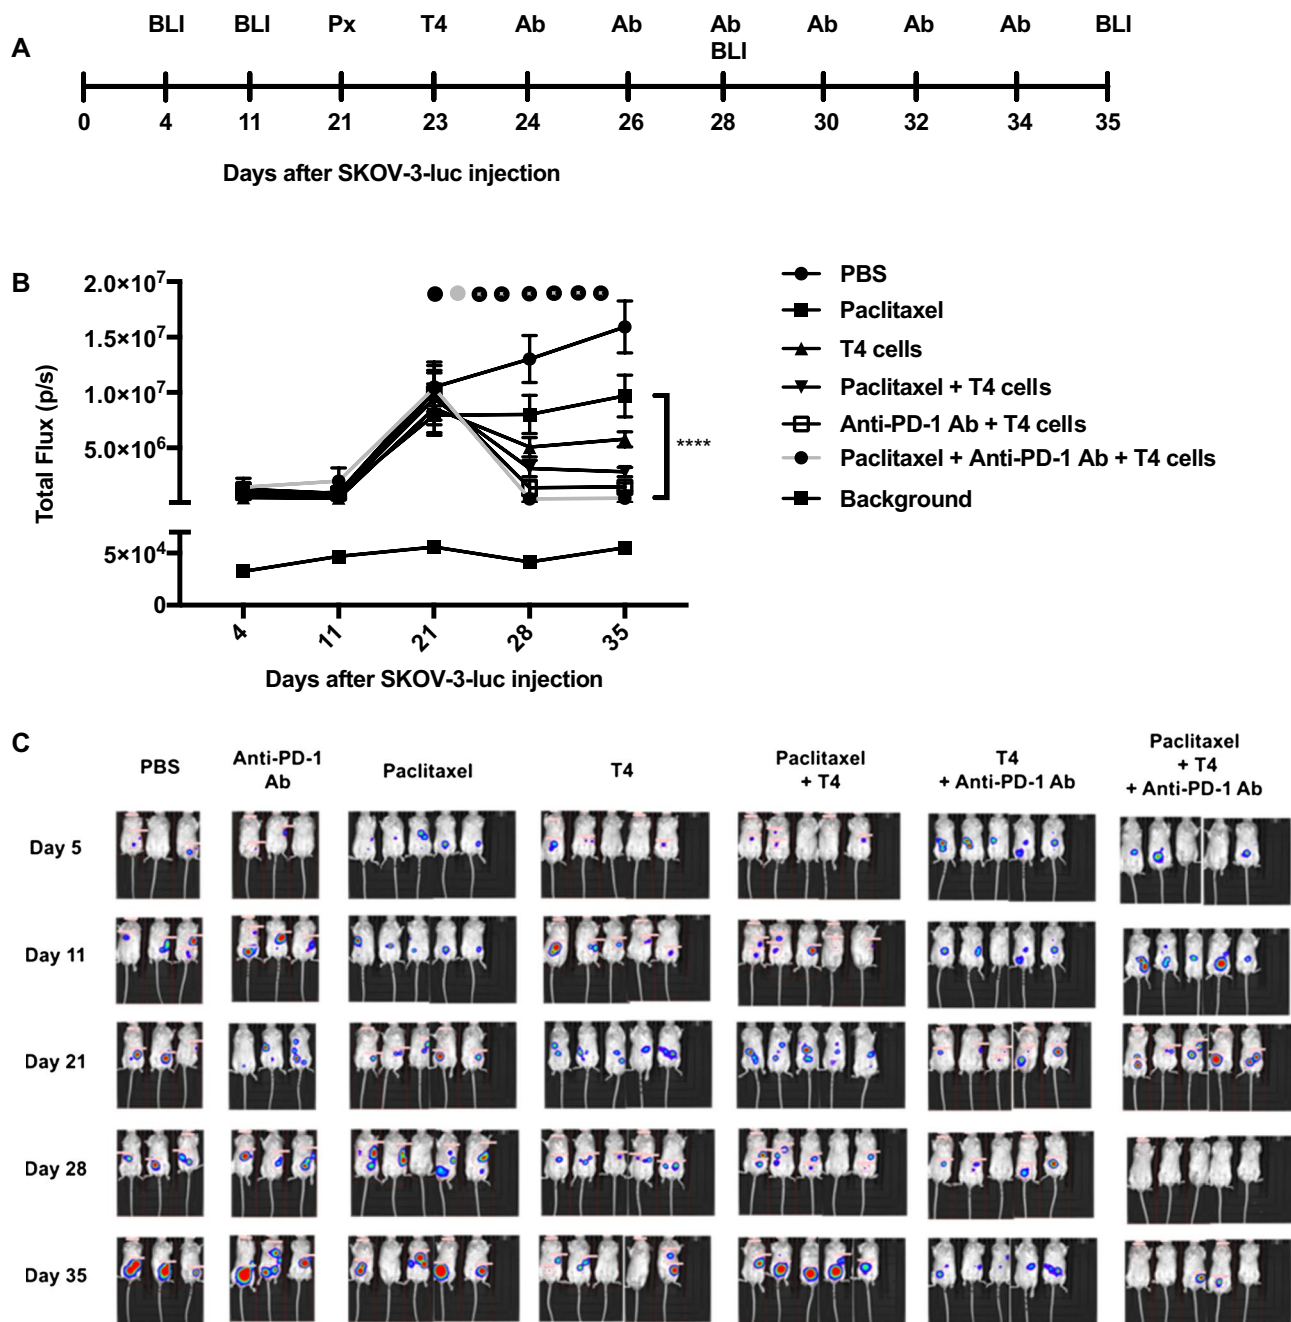 A
BLI BLI Px T4 Ab Ab Ab Ab Ab Ab BLI
BLI
0 4 11 21 23 24 26 28 30 32 34 35
Days after SKOV-3-luc injection
B
Total Flux (p/s)
2.0×10⁷
1.5×10⁷
1.0×10⁷
5.0×10⁶
5×10⁴
0
4 11 21 28 35
Days after SKOV-3-luc injection
****
PBS
Paclitaxel
T4 cells
Paclitaxel + T4 cells
Anti-PD-1 Ab + T4 cells
Paclitaxel + Anti-PD-1 Ab + T4 cells
Background
C
PBS
Anti-PD-1
Ab
Paclitaxel
T4
Paclitaxel
+ T4
T4
+ Anti-PD-1 Ab
Paclitaxel
+ T4
+ Anti-PD-1 Ab
Day 5
Day 11
Day 21
Day 28
Day 35